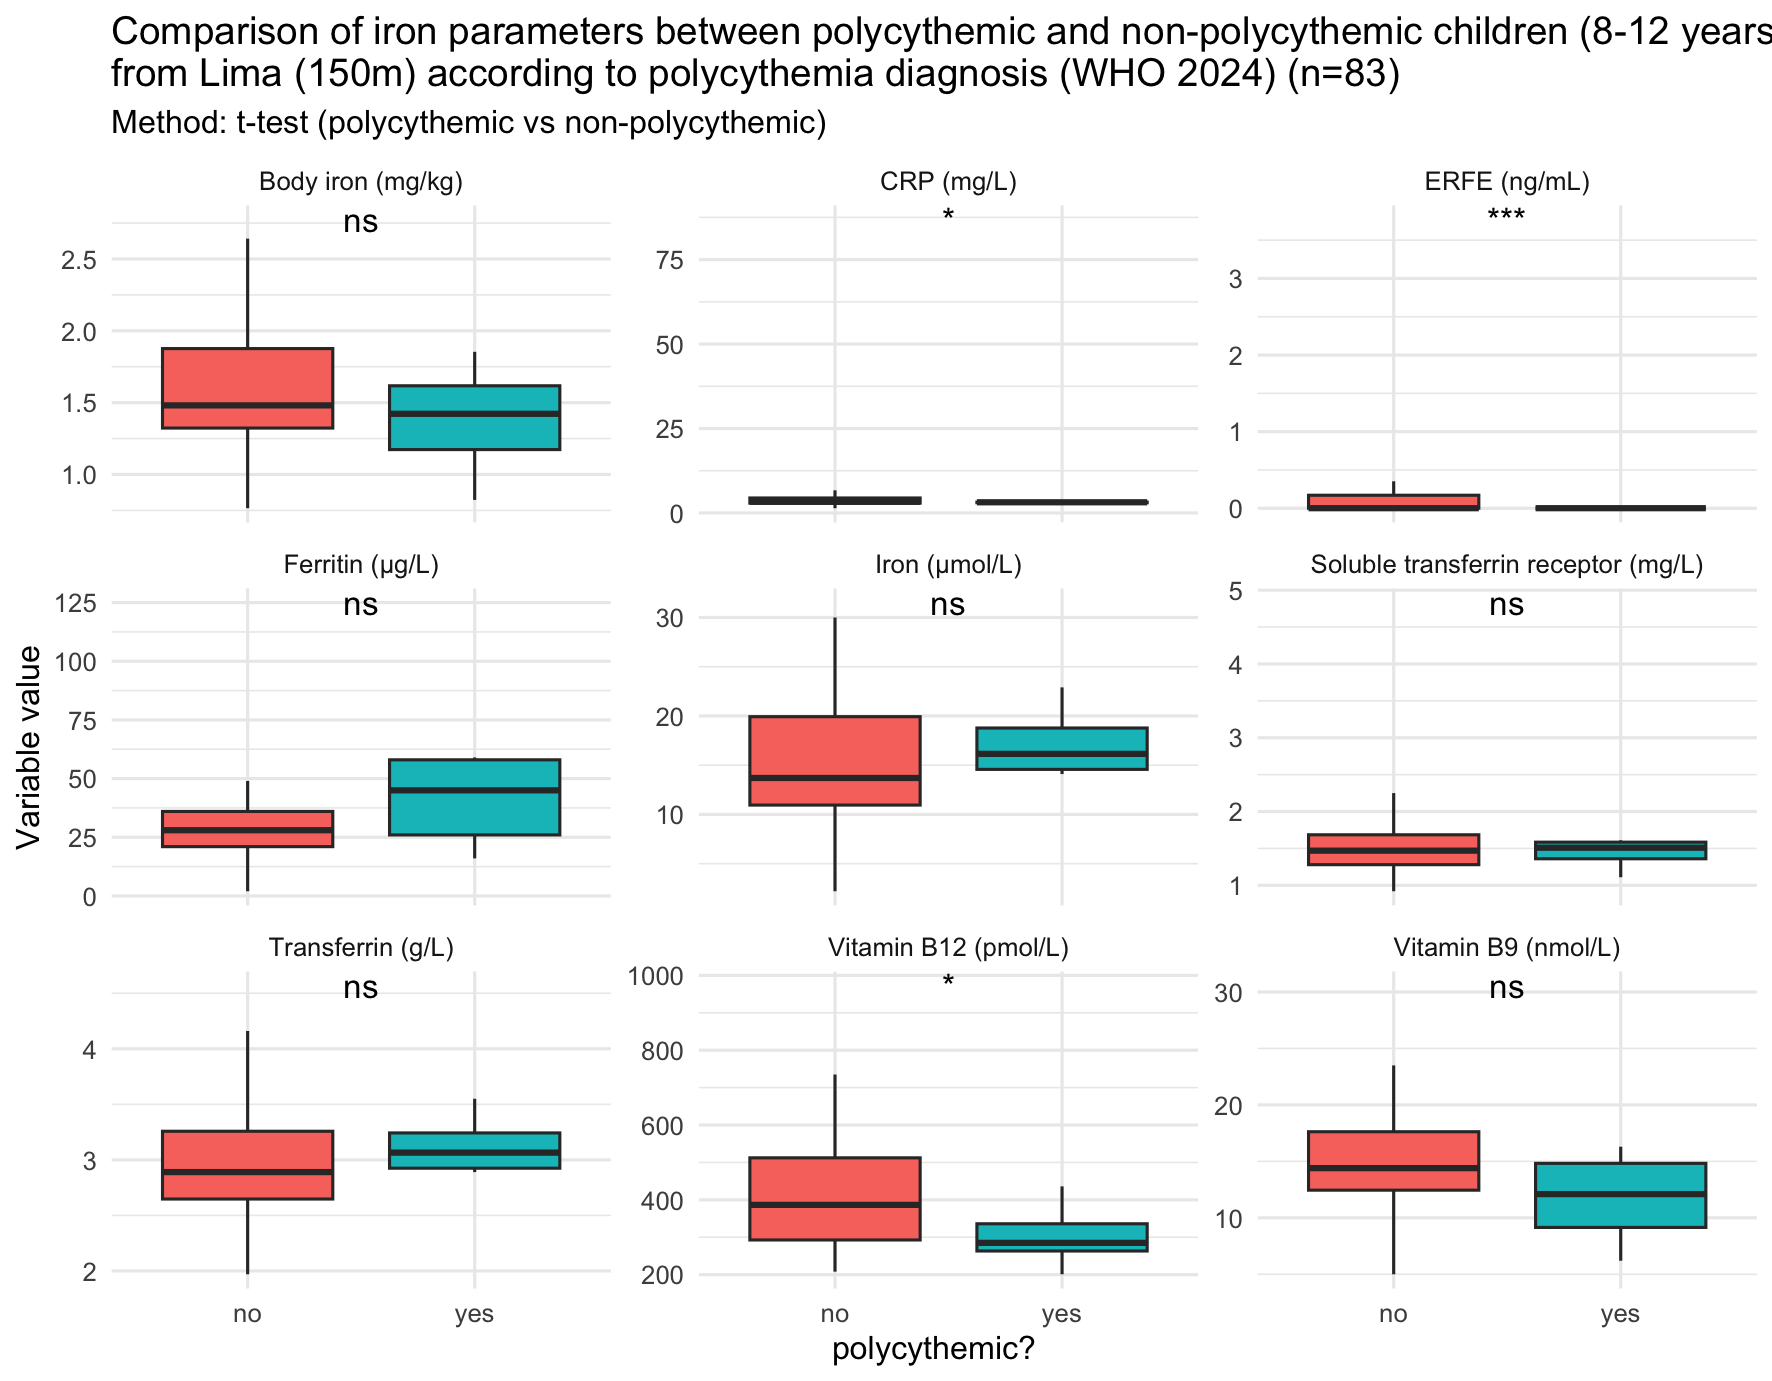 Comparison of iron parameters between polycythemic and non-polycythemic children (8-12 years
from Lima (150m) according to polycythemia diagnosis (WHO 2024) (n=83)
Method: t-test (polycythemic vs non-polycythemic)
Body iron (mg/kg)
ns
2.5
2.0
1.5
1.0
CRP (mg/L)
*
75
50
25
0
ERFE (ng/mL)
***
3
2
1
0
Ferritin (µg/L)
ns
125
100
75
50
25
0
Iron (µmol/L)
ns
30
20
10
Soluble transferrin receptor (mg/L)
ns
5
4
3
2
1
Transferrin (g/L)
ns
4
3
2
Vitamin B12 (pmol/L)
*
1000
800
600
400
200
Vitamin B9 (nmol/L)
ns
30
20
10
no yes
no yes
no yes
Variable value
polycythemic?